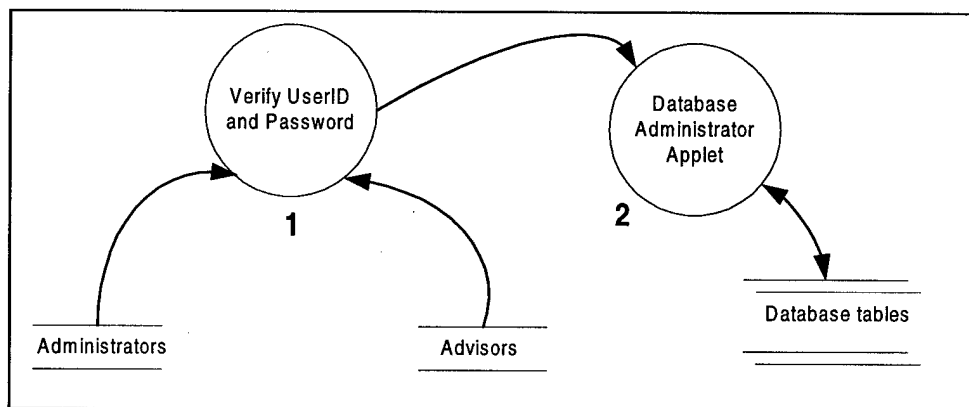 Verify UserID
and Password
1
Database
Administrator
Applet
2
Administrators
Advisors
Database tables